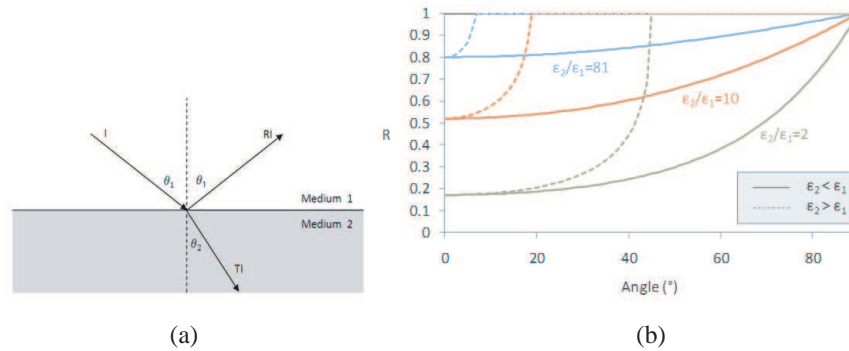 I
RI
θ₁
θ₁
Medium 1
Medium 2
θ₂
TI
(a)
1
0.9
0.8
0.7
0.6
0.5
0.4
0.3
0.2
0.1
0
R
ε₂/ε₁=81
ε₂/ε₁=10
ε₂/ε₁=2
ε₂ < ε₁
ε₂ > ε₁
0 20 40 60 80
Angle (°)
(b)